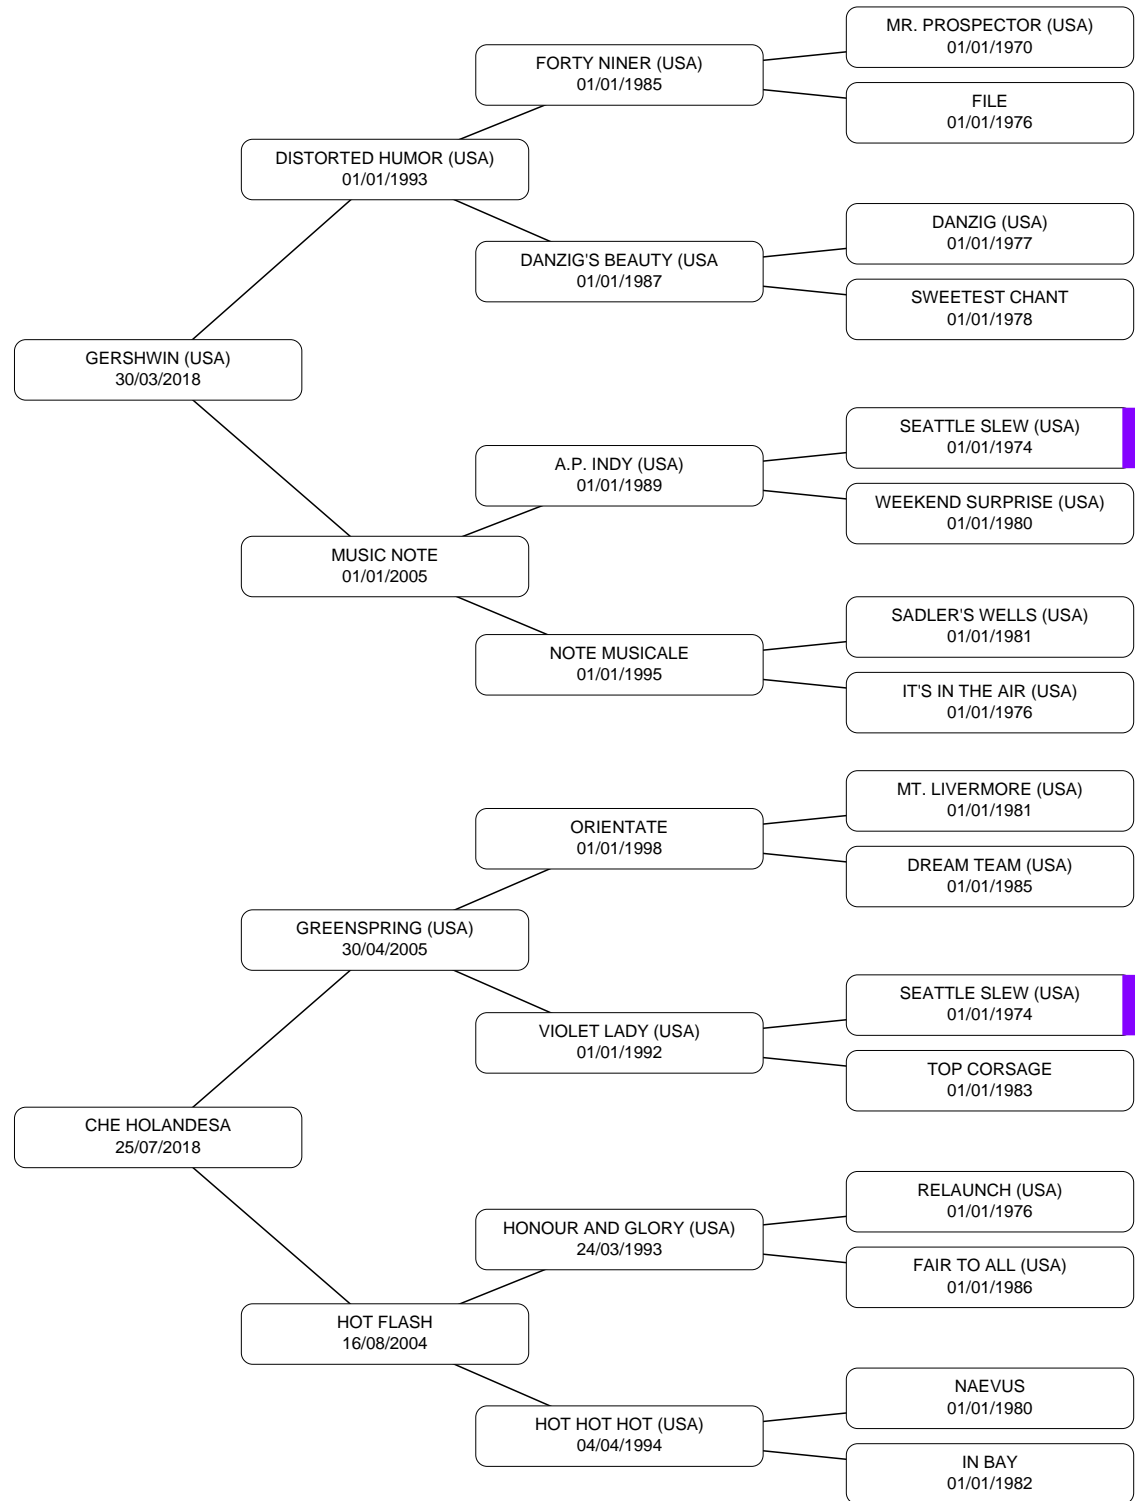 MR. PROSPECTOR (USA)
01/01/1970
FORTY NINER (USA)
01/01/1985
FILE
01/01/1976
DISTORTED HUMOR (USA)
01/01/1993
DANZIG (USA)
01/01/1977
DANZIG'S BEAUTY (USA
01/01/1987
SWEETEST CHANT
01/01/1978
GERSHWIN (USA)
30/03/2018
SEATTLE SLEW (USA)
01/01/1974
A.P. INDY (USA)
01/01/1989
WEEKEND SURPRISE (USA)
01/01/1980
MUSIC NOTE
01/01/2005
SADLER'S WELLS (USA)
01/01/1981
NOTE MUSICALE
01/01/1995
IT'S IN THE AIR (USA)
01/01/1976
MT. LIVERMORE (USA)
01/01/1981
ORIENTATE
01/01/1998
DREAM TEAM (USA)
01/01/1985
GREENSPRING (USA)
30/04/2005
SEATTLE SLEW (USA)
01/01/1974
VIOLET LADY (USA)
01/01/1992
TOP CORSAGE
01/01/1983
CHE HOLANDESA
25/07/2018
RELAUNCH (USA)
01/01/1976
HONOUR AND GLORY (USA)
24/03/1993
FAIR TO ALL (USA)
01/01/1986
HOT FLASH
16/08/2004
NAEVUS
01/01/1980
HOT HOT HOT (USA)
04/04/1994
IN BAY
01/01/1982